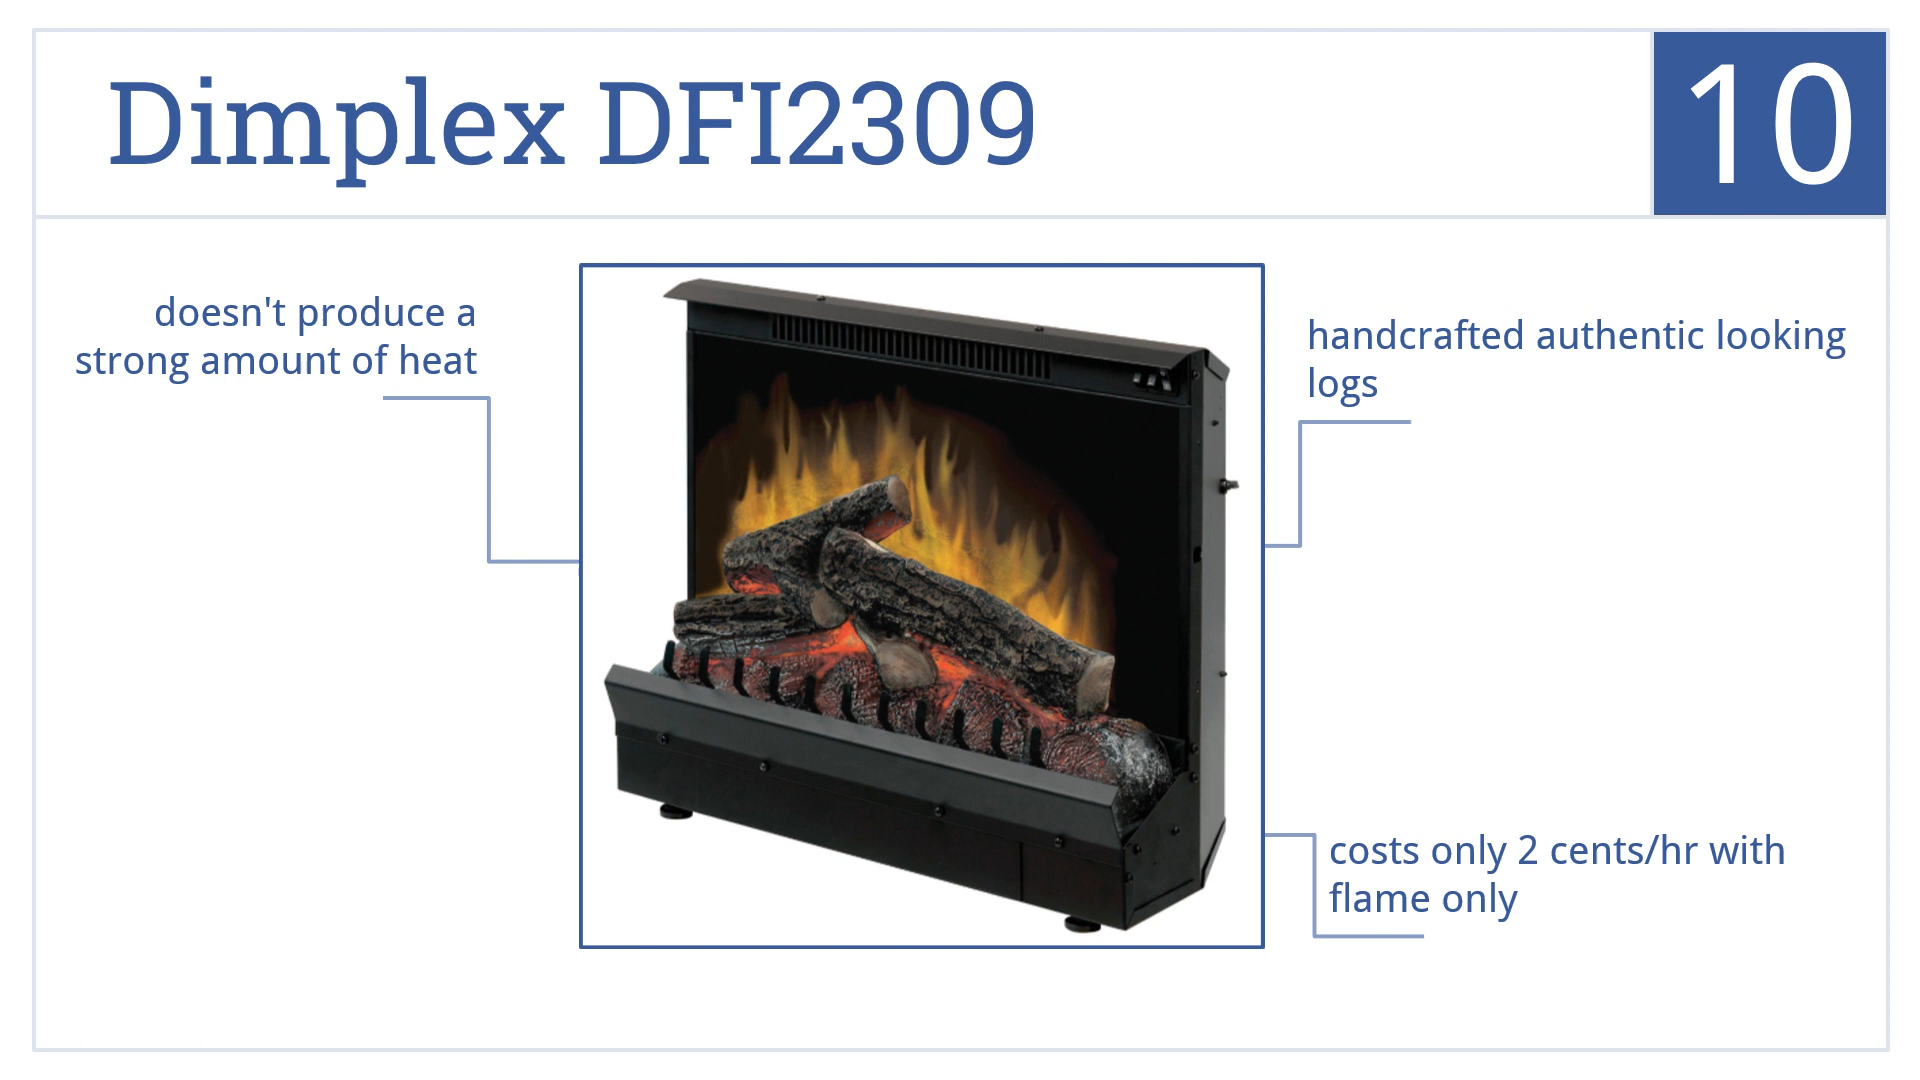 Dimplex DFI2309
10
doesn't produce a
strong amount of heat
handcrafted authentic looking
logs
costs only 2 cents/hr with
flame only